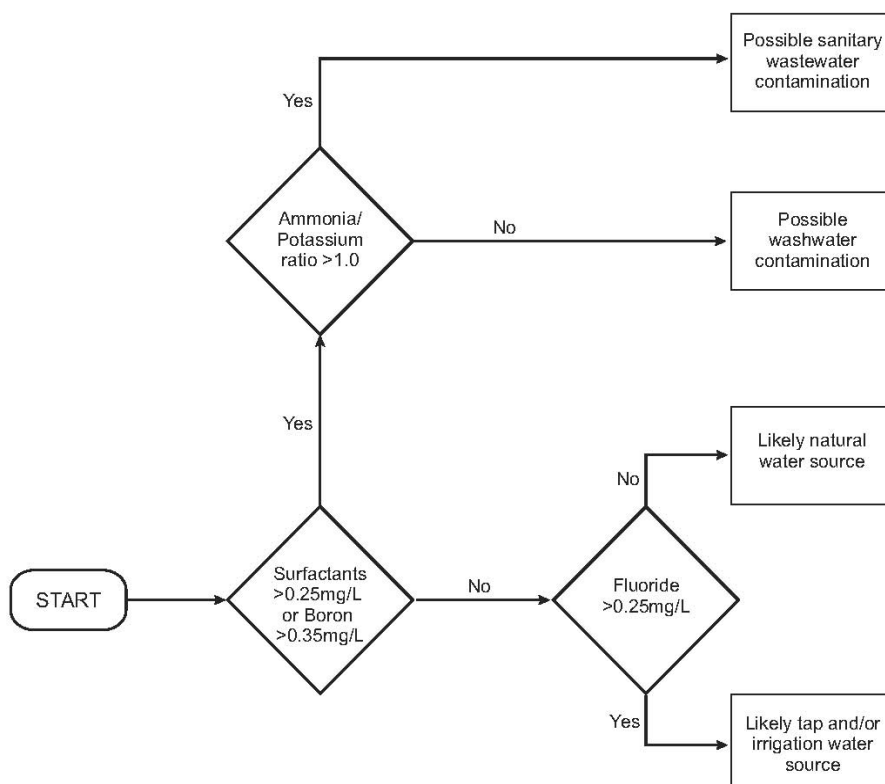 Possible sanitary
wastewater
contamination
Yes
Ammonia/
Potassium
ratio >1.0
No
Possible
washwater
contamination
Yes
Likely natural
water source
No
START
Surfactants
>0.25mg/L
or Boron
>0.35mg/L
No
Fluoride
>0.25mg/L
Yes
Likely tap and/or
irrigation water
source